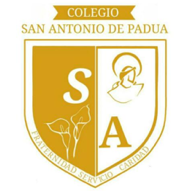 COLEGIO
SAN ANTONIO DE PADUA
S
A
FRATERNIDAD SERVICIO CARIDAD